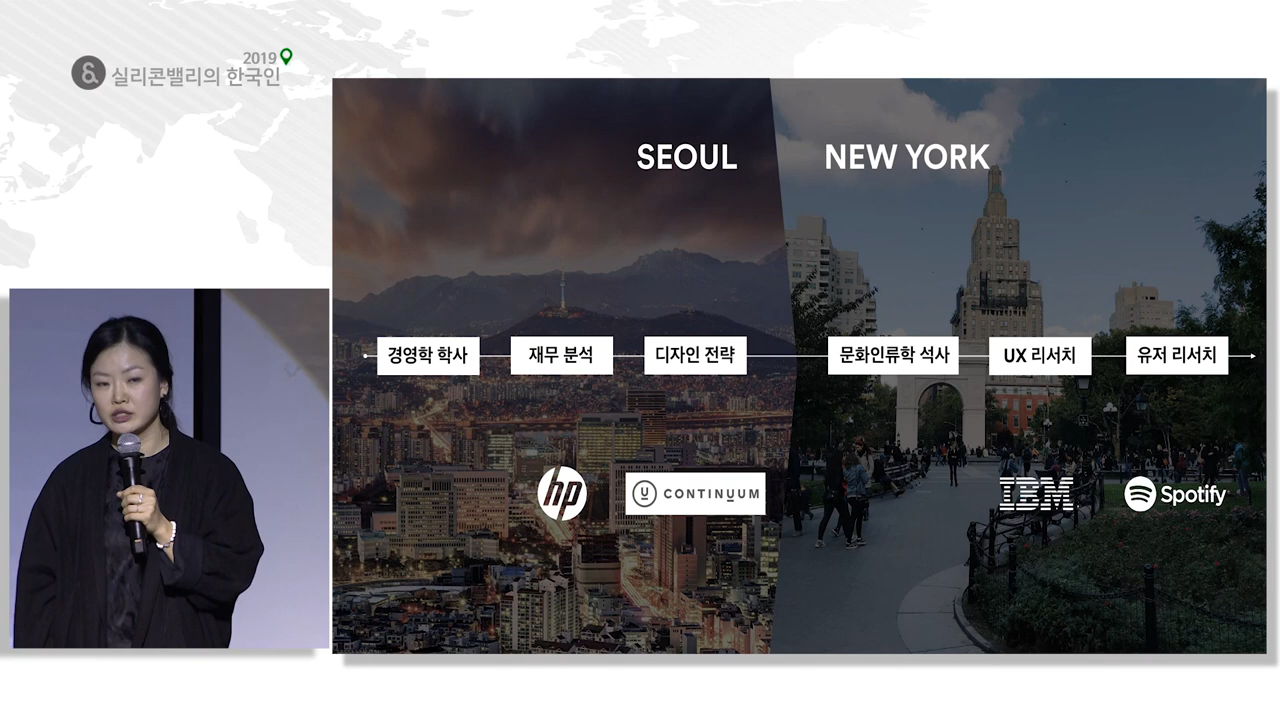 2019
& 실리콘밸리의 한국인
SEOUL
NEW YORK
경영학 학사
재무 분석
디자인 전략
문화인류학 석사
UX 리서치
유저 리서치
hp
CONTINUUM
IBM
Spotify